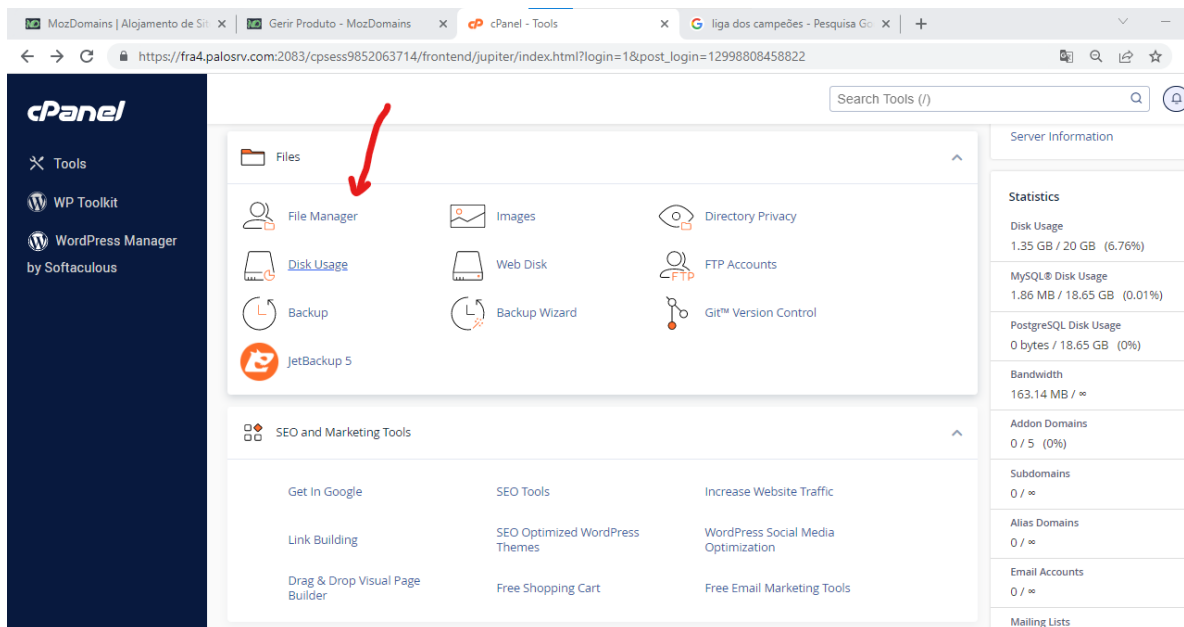 MozDomains | Alojamento de Sit
Gerir Produto - MozDomains
cPanel - Tools
liga dos campeões - Pesquisa Go
https://fra4.palosrv.com:2083/cpsess9852063714/frontend/jupiter/index.html?login=1&post_login=12998808458822
cPanel
Search Tools (/)
Tools
WP Toolkit
WordPress Manager
by Softaculous
Files
File Manager
Images
Directory Privacy
Disk Usage
Web Disk
FTP Accounts
Backup
Backup Wizard
Git™ Version Control
JetBackup 5
SEO and Marketing Tools
Get In Google
SEO Tools
Increase Website Traffic
Link Building
SEO Optimized WordPress
Themes
WordPress Social Media
Optimization
Drag & Drop Visual Page
Builder
Free Shopping Cart
Free Email Marketing Tools
Server Information
Statistics
Disk Usage
1.35 GB / 20 GB (6.76%)
MySQL® Disk Usage
1.86 MB / 18.65 GB (0.01%)
PostgreSQL Disk Usage
0 bytes / 18.65 GB (0%)
Bandwidth
163.14 MB / ∞
Addon Domains
0 / 5 (0%)
Subdomains
0 / ∞
Alias Domains
0 / ∞
Email Accounts
0 / ∞
Mailing Lists